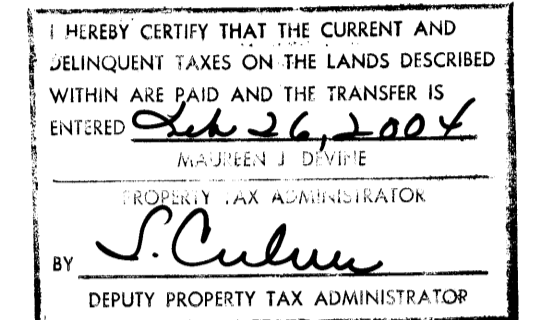 I HEREBY CERTIFY THAT THE CURRENT AND
DELINQUENT TAXES ON THE LANDS DESCRIBED
WITHIN ARE PAID AND THE TRANSFER IS
ENTERED Feb 26, 2004
MAUREEN J DEVINE
PROPERTY TAX ADMINISTRATOR
BY S. Culver
DEPUTY PROPERTY TAX ADMINISTRATOR